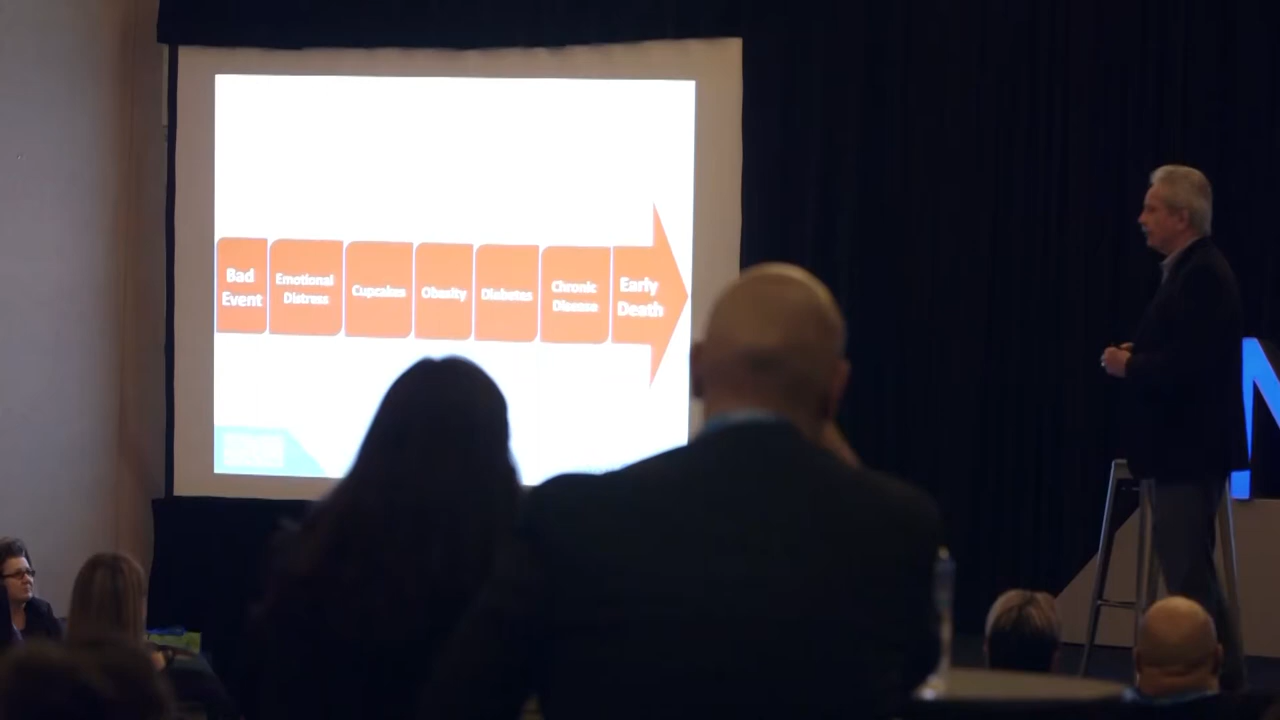 Bad
Event
Emotional
Distress
Cupcakes
Obesity
Diabetes
Chronic
Disease
Early
Death
N